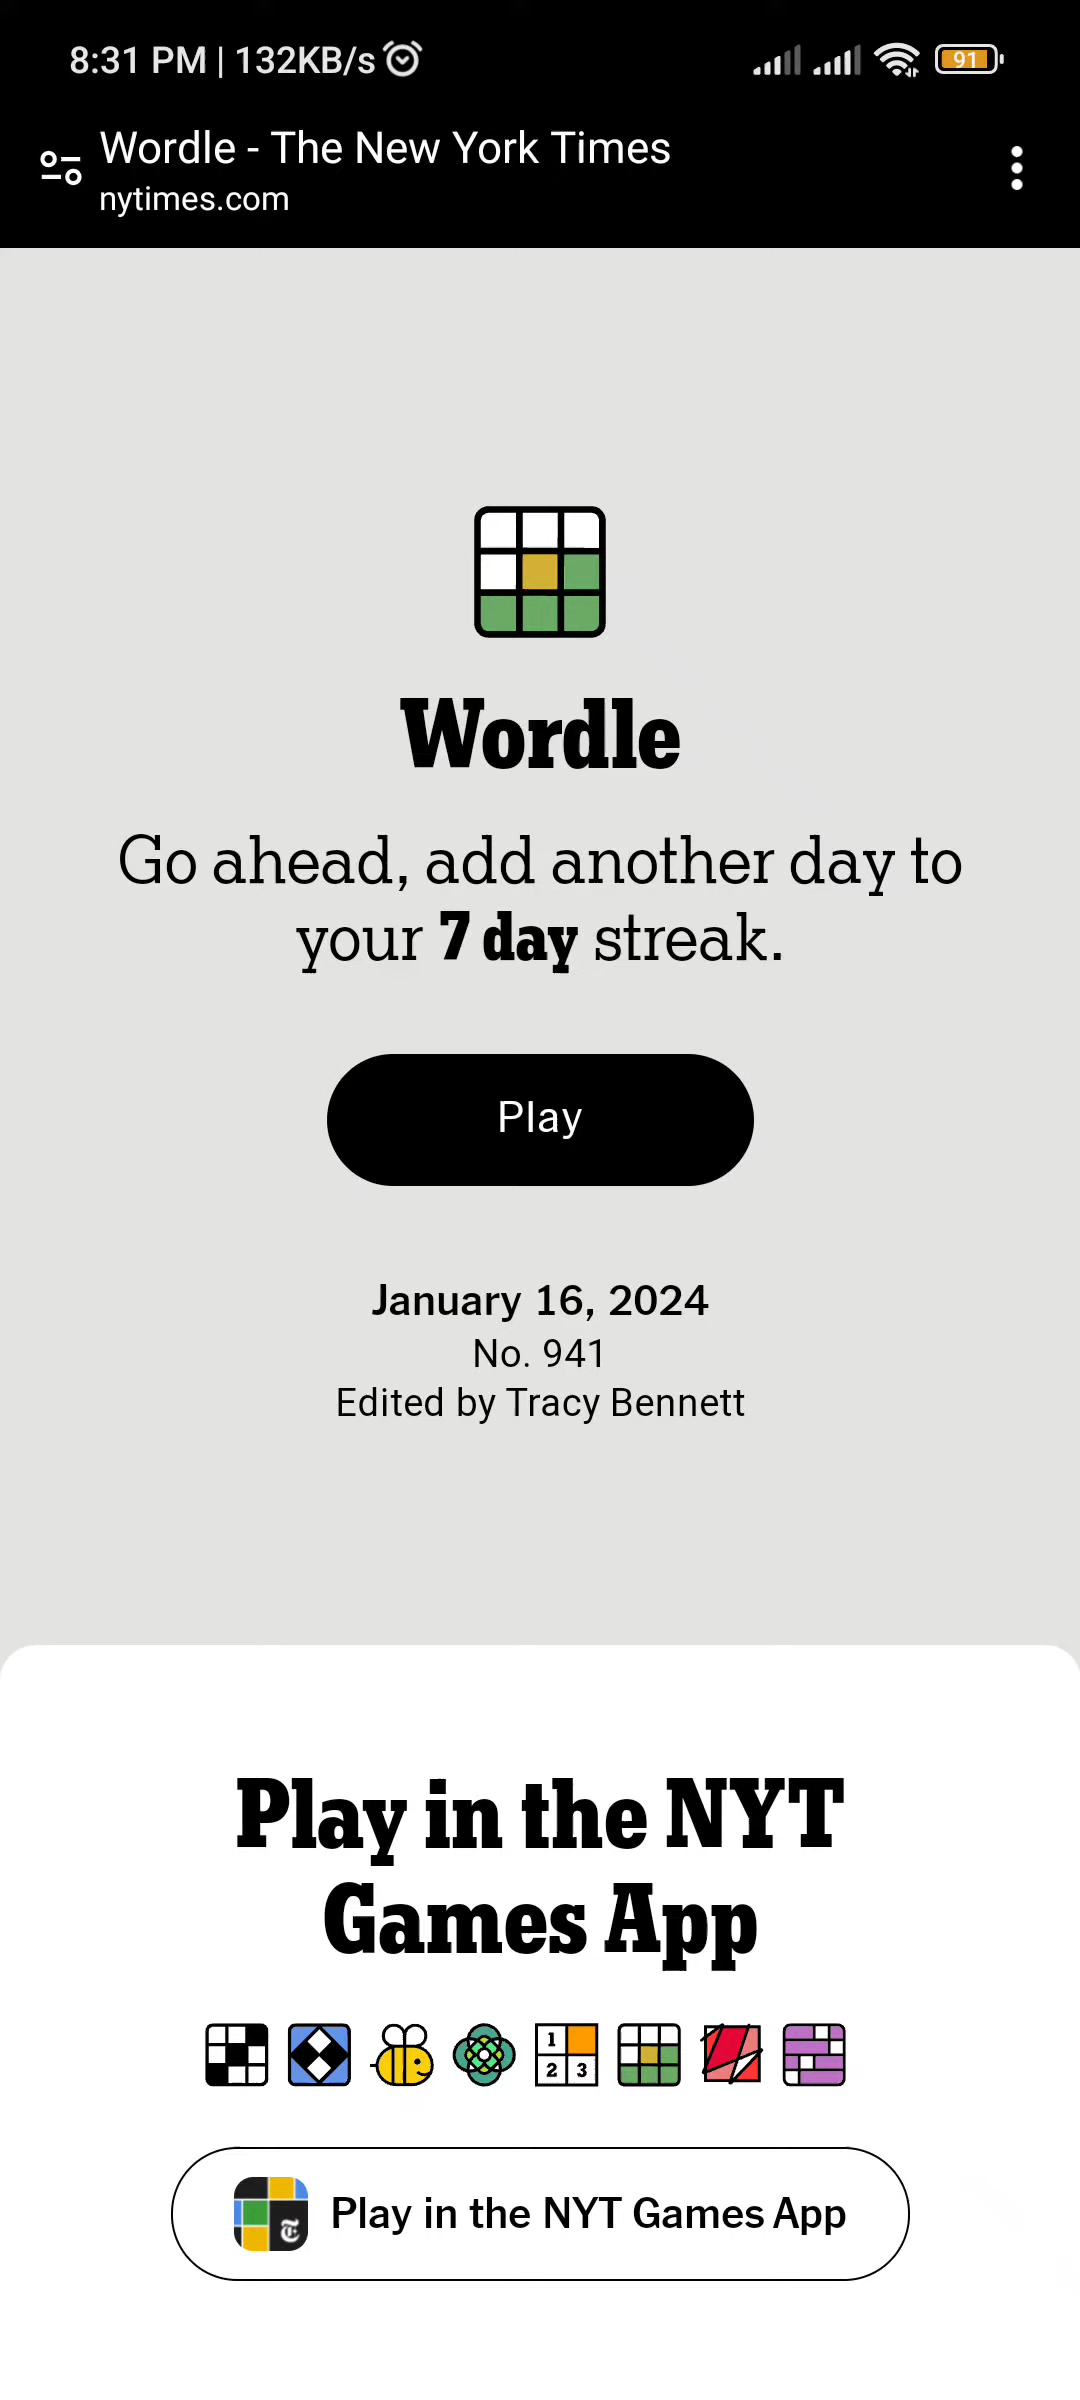 8:31 PM | 132KB/s
91
Wordle - The New York Times
nytimes.com
Wordle
Go ahead, add another day to
your 7 day streak.
Play
January 16, 2024
No. 941
Edited by Tracy Bennett
Play in the NYT
Games App
1
2 3
T
Play in the NYT Games App